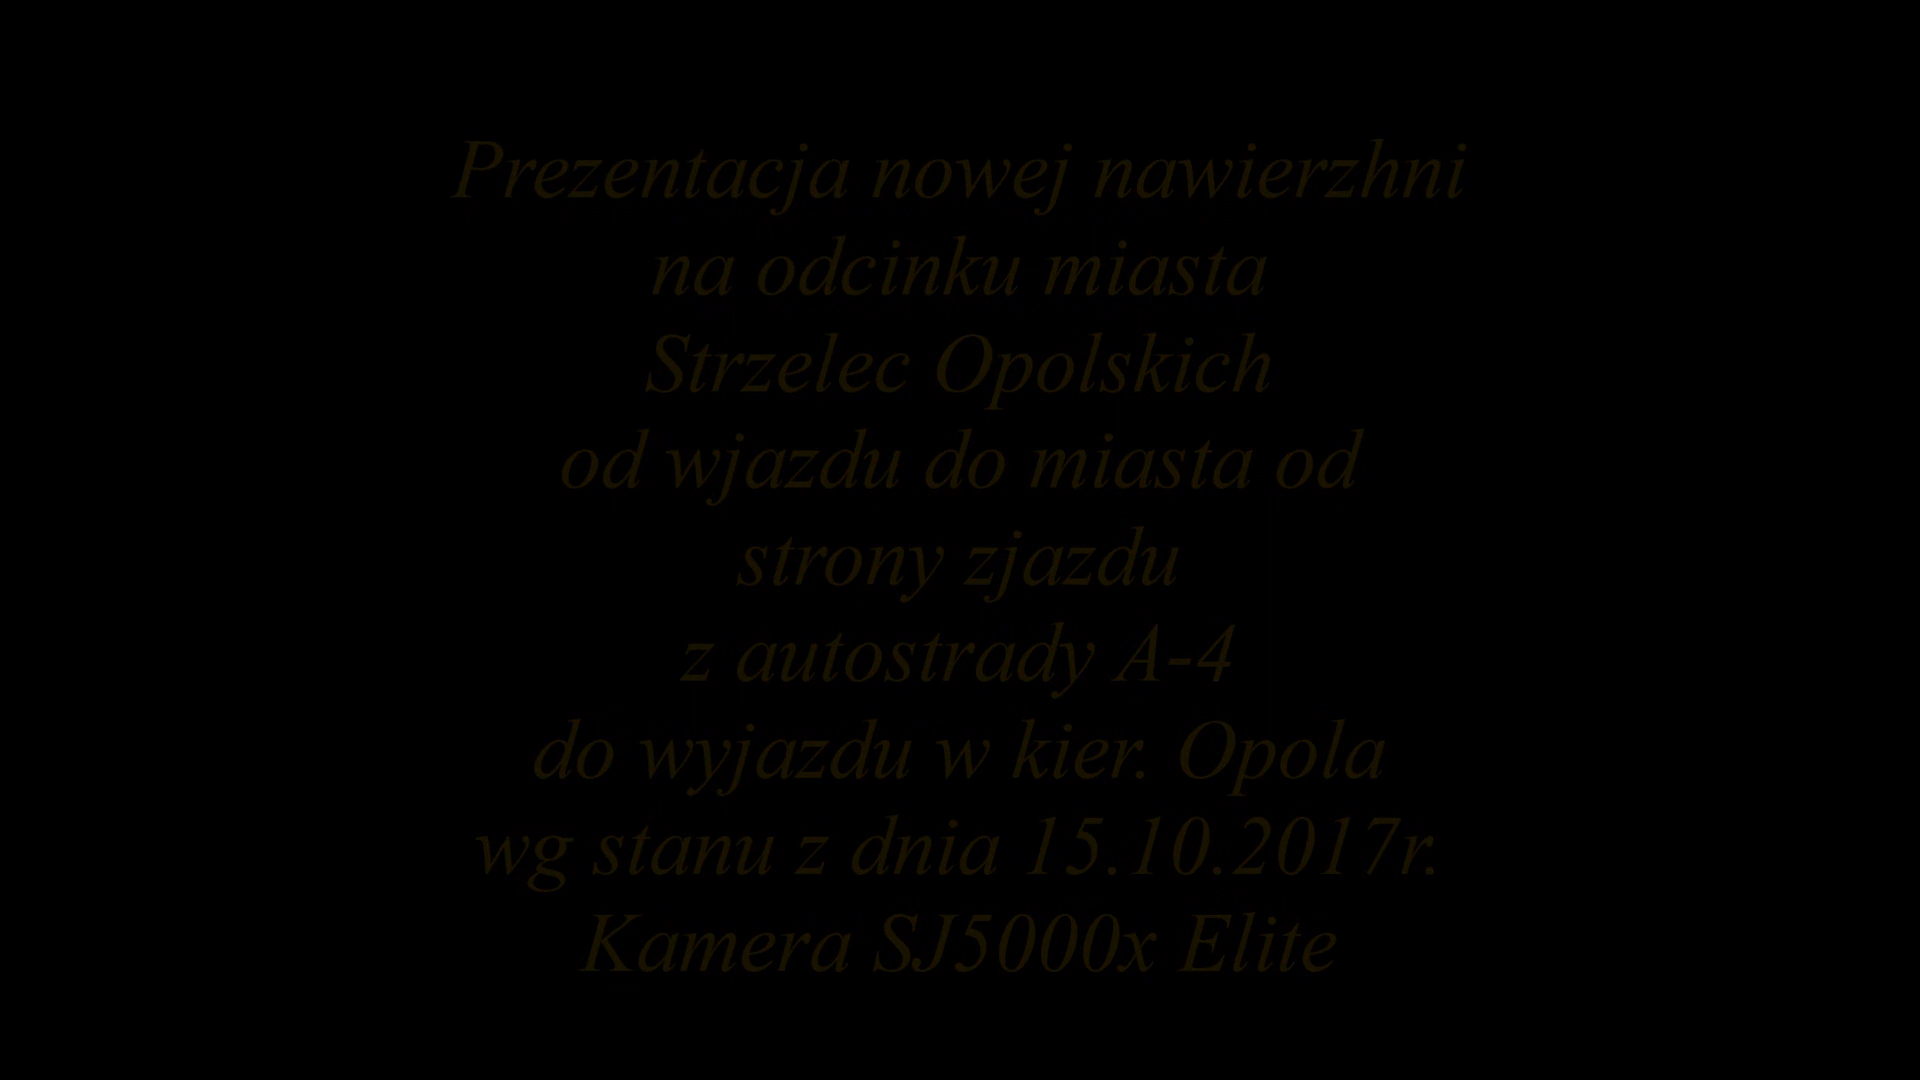 Prezentacja nowej nawierzhni
na odcinku miasta
Strzelec Opolskich
od wjazdu do miasta od
strony zjazdu
z autostrady A-4
do wyjazdu w kier. Opola
wg stanu z dnia 15.10.2017r.
Kamera SJ5000x Elite